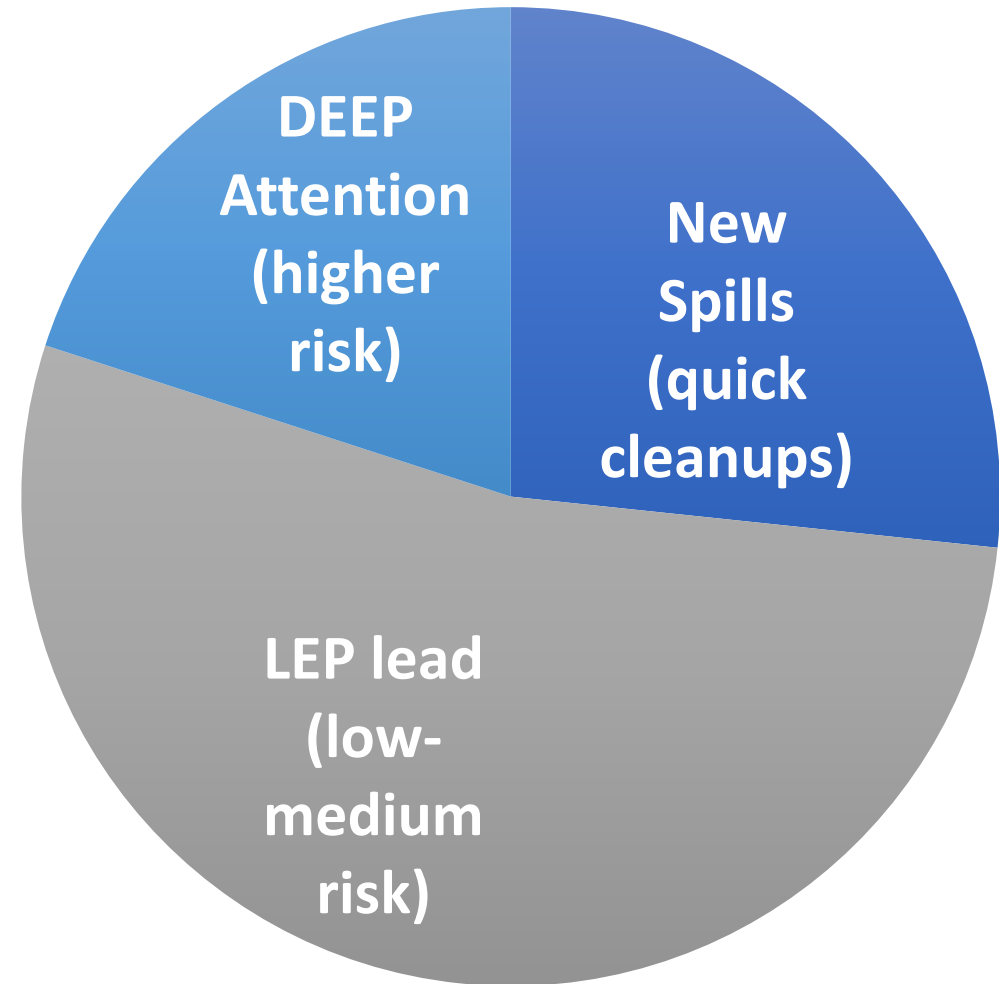 DEEP
Attention
(higher
risk)
New
Spills
(quick
cleanups)
LEP lead
(low-
medium
risk)